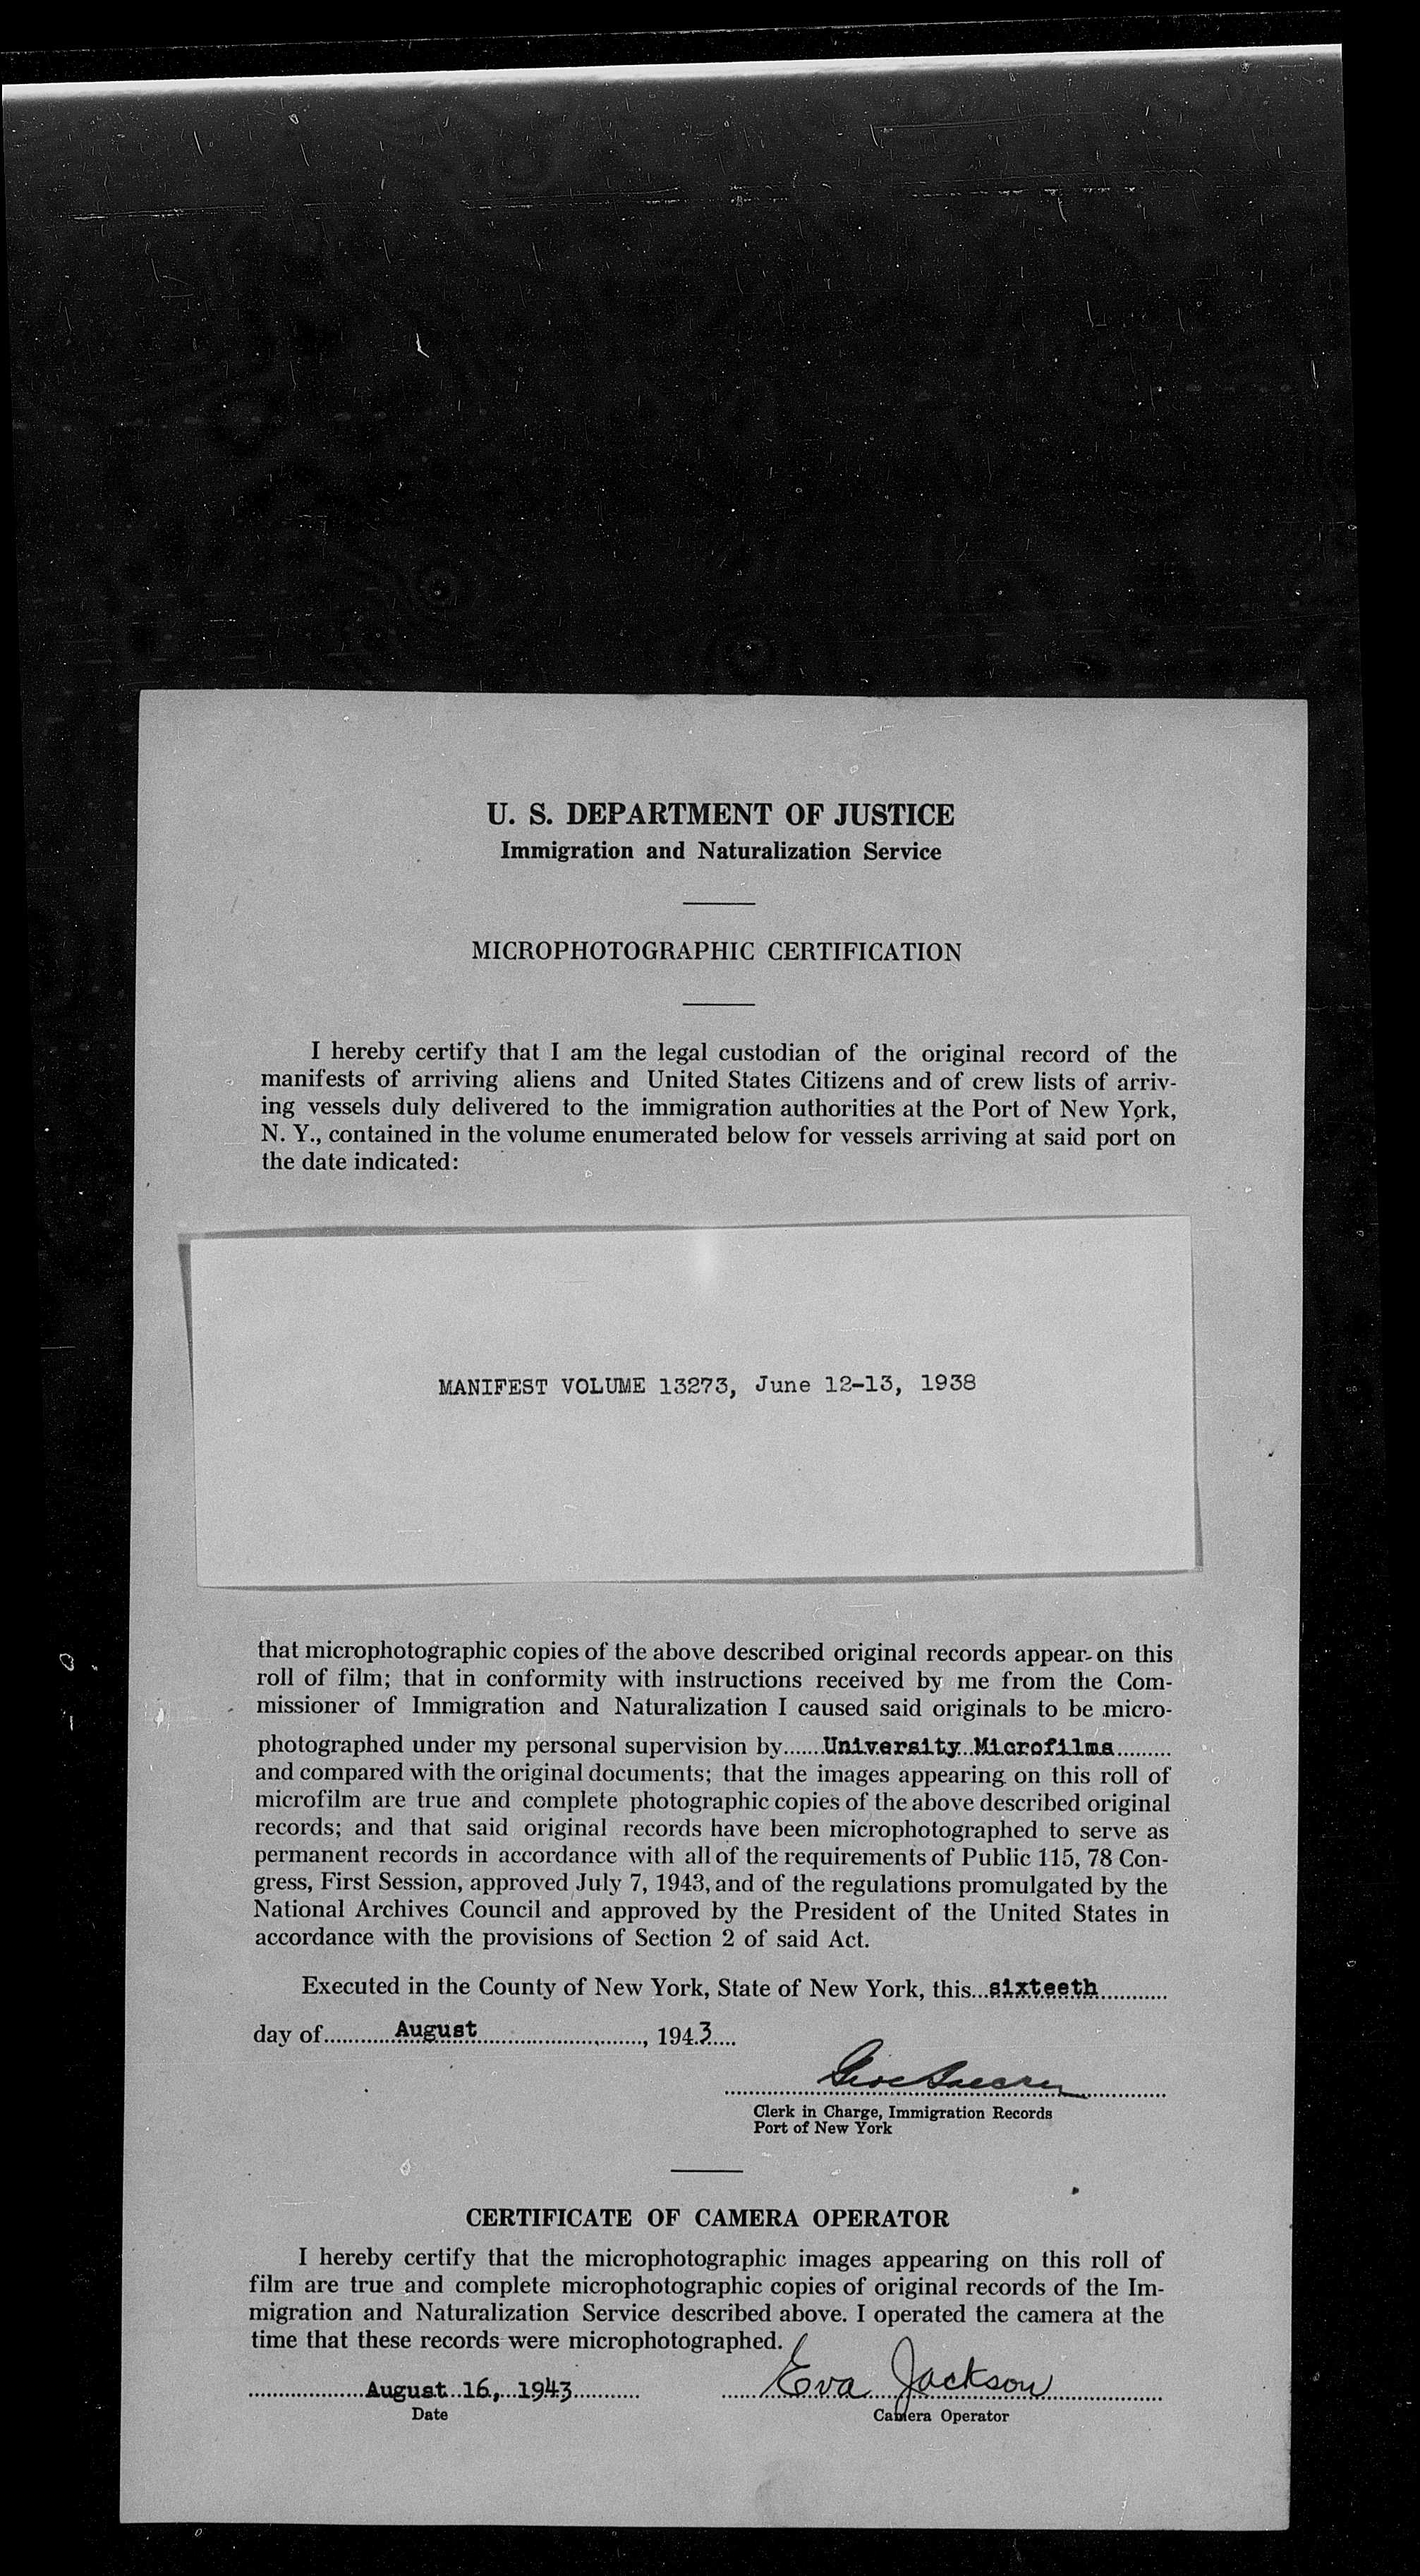 U. S. DEPARTMENT OF JUSTICE
Immigration and Naturalization Service
MICROPHOTOGRAPHIC CERTIFICATION
I hereby certify that I am the legal custodian of the original record of the
manifests of arriving aliens and United States Citizens and of crew lists of arriv-
ing vessels duly delivered to the immigration authorities at the Port of New York,
N. Y., contained in the volume enumerated below for vessels arriving at said port on
the date indicated:
MANIFEST VOLUME 13273, June 12-13, 1938
that microphotographic copies of the above described original records appear on this
roll of film; that in conformity with instructions received by me from the Com-
missioner of Immigration and Naturalization I caused said originals to be micro-
photographed under my personal supervision by.......University Microfilms.........
and compared with the original documents; that the images appearing on this roll of
microfilm are true and complete photographic copies of the above described original
records; and that said original records have been microphotographed to serve as
permanent records in accordance with all of the requirements of Public 115, 78 Con-
gress, First Session, approved July 7, 1943, and of the regulations promulgated by the
National Archives Council and approved by the President of the United States in
accordance with the provisions of Section 2 of said Act.
Executed in the County of New York, State of New York, this...sixteeth...........
day of............August............................, 1943.....
Clerk in Charge, Immigration Records
Port of New York
CERTIFICATE OF CAMERA OPERATOR
I hereby certify that the microphotographic images appearing on this roll of
film are true and complete microphotographic copies of original records of the Im-
migration and Naturalization Service described above. I operated the camera at the
time that these records were microphotographed.
August 16, 1943 Eva Jackson
Date Camera Operator